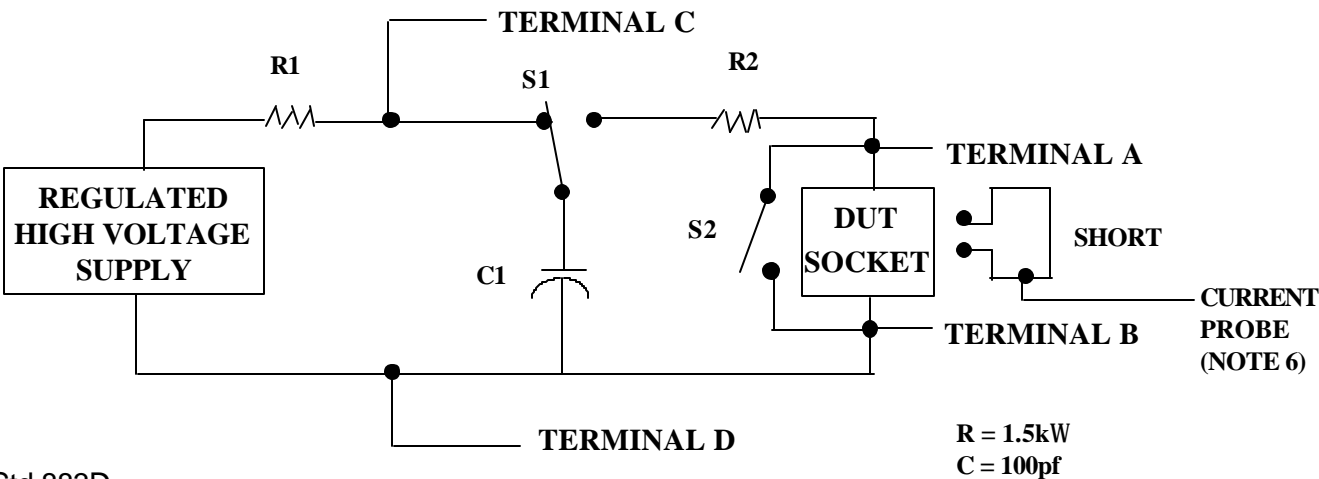 TERMINAL C
R1
S1
R2
TERMINAL A
REGULATED
HIGH VOLTAGE
SUPPLY
S2
DUT
SOCKET
SHORT
C1
CURRENT
PROBE
(NOTE 6)
TERMINAL B
TERMINAL D
R = 1.5kW
C = 100pf